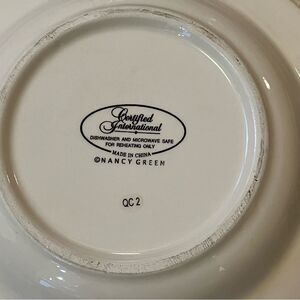 Certified
International
DISHWASHER AND MICROWAVE SAFE
FOR REHEATING ONLY
MADE IN CHINA
©NANCY GREEN
QC 2